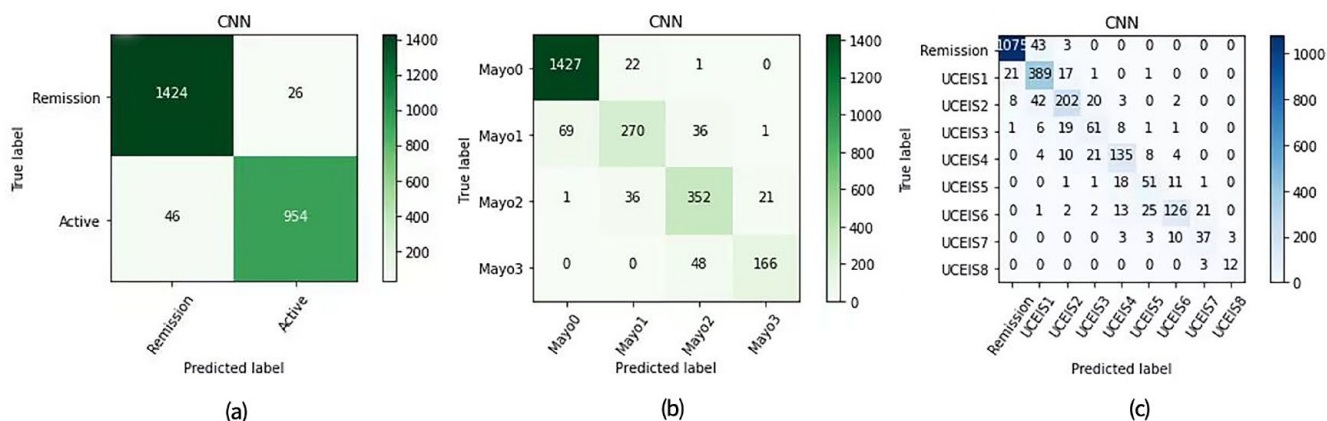 CNN
Remission 1424 26
Active 46 954
True label
Remission Active
Predicted label
1400
1200
1000
800
600
400
200
(a)
CNN
Mayo0 1427 22 1 0
Mayo1 69 270 36 1
Mayo2 1 36 352 21
Mayo3 0 0 48 166
True label
Mayo0 Mayo1 Mayo2 Mayo3
Predicted label
1400
1200
1000
800
600
400
200
0
(b)
CNN
Remission 1075 43 3 0 0 0 0 0 0
UCEIS1 21 389 17 1 0 1 0 0 0
UCEIS2 8 42 202 20 3 0 2 0 0
UCEIS3 1 6 19 61 8 1 1 0 0
UCEIS4 0 4 10 21 135 8 4 0 0
UCEIS5 0 0 1 1 18 51 11 1 0
UCEIS6 0 1 2 2 13 25 126 21 0
UCEIS7 0 0 0 0 3 3 10 37 3
UCEIS8 0 0 0 0 0 0 0 3 12
True label
Remission UCEIS1 UCEIS2 UCEIS3 UCEIS4 UCEIS5 UCEIS6 UCEIS7 UCEIS8
Predicted label
1000
800
600
400
200
0
(c)